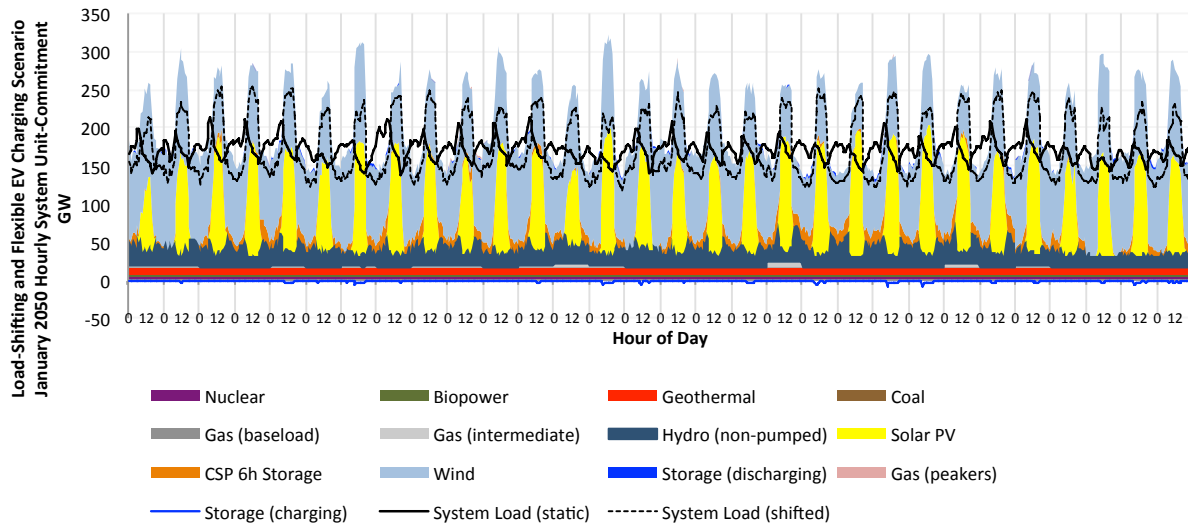 Load-Shifting and Flexible EV Charging Scenario
January 2050 Hourly System Unit-Commitment
GW
350
300
250
200
150
100
50
0
-50
0 12 0 12 0 12 0 12 0 12 0 12 0 12 0 12 0 12 0 12 0 12 0 12 0 12 0 12 0 12 0 12 0 12 0 12 0 12 0 12 0 12 0 12 0 12 0 12 0 12 0 12 0 12 0 12 0 12 0 12
Hour of Day
Nuclear Biopower Geothermal Coal
Gas (baseload) Gas (intermediate) Hydro (non-pumped) Solar PV
CSP 6h Storage Wind Storage (discharging) Gas (peakers)
Storage (charging) System Load (static) System Load (shifted)